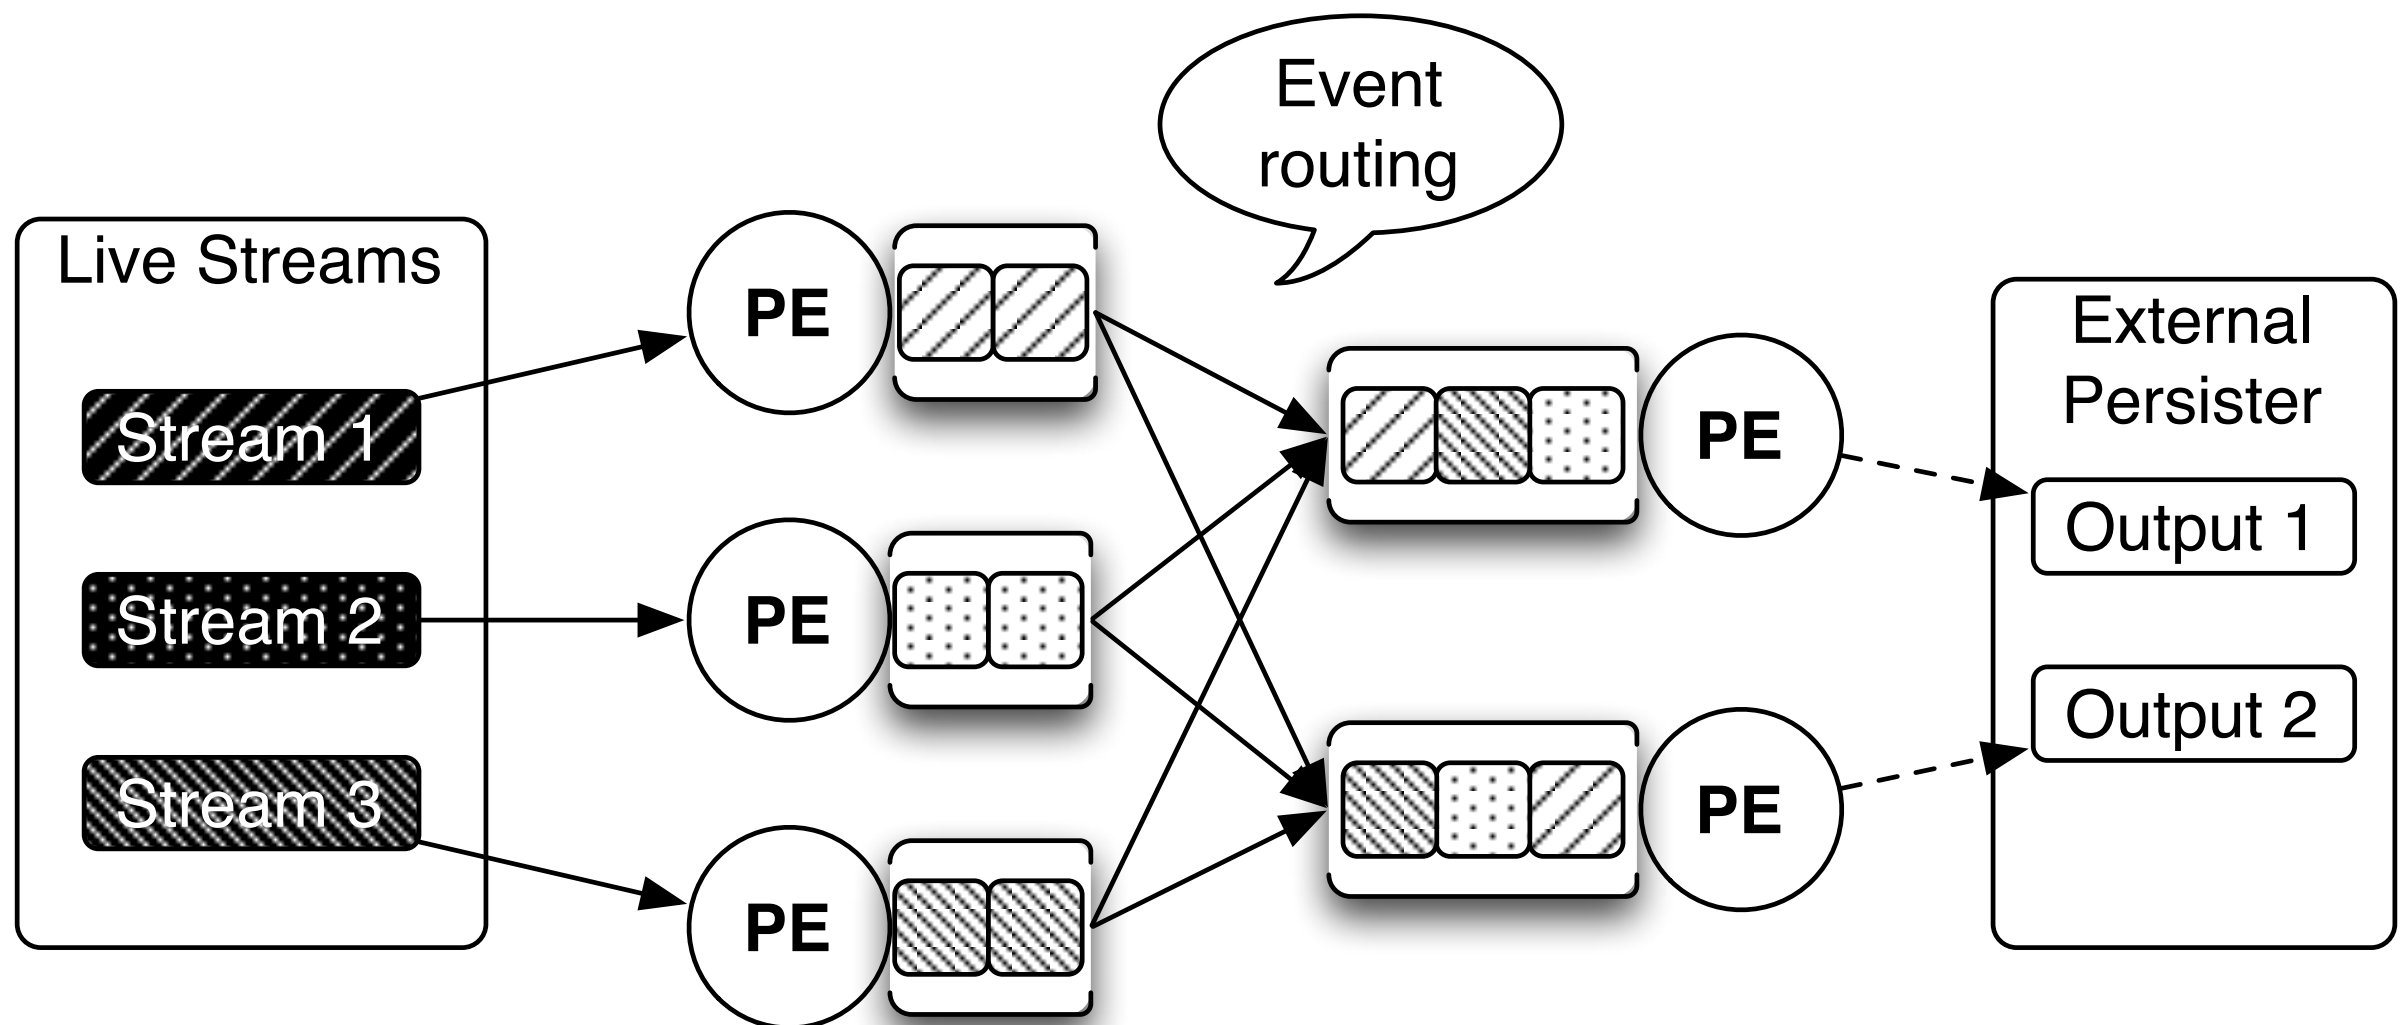 Event
routing
Live Streams
Stream 1
Stream 2
Stream 3
PE
PE
PE
PE
PE
External
Persister
Output 1
Output 2